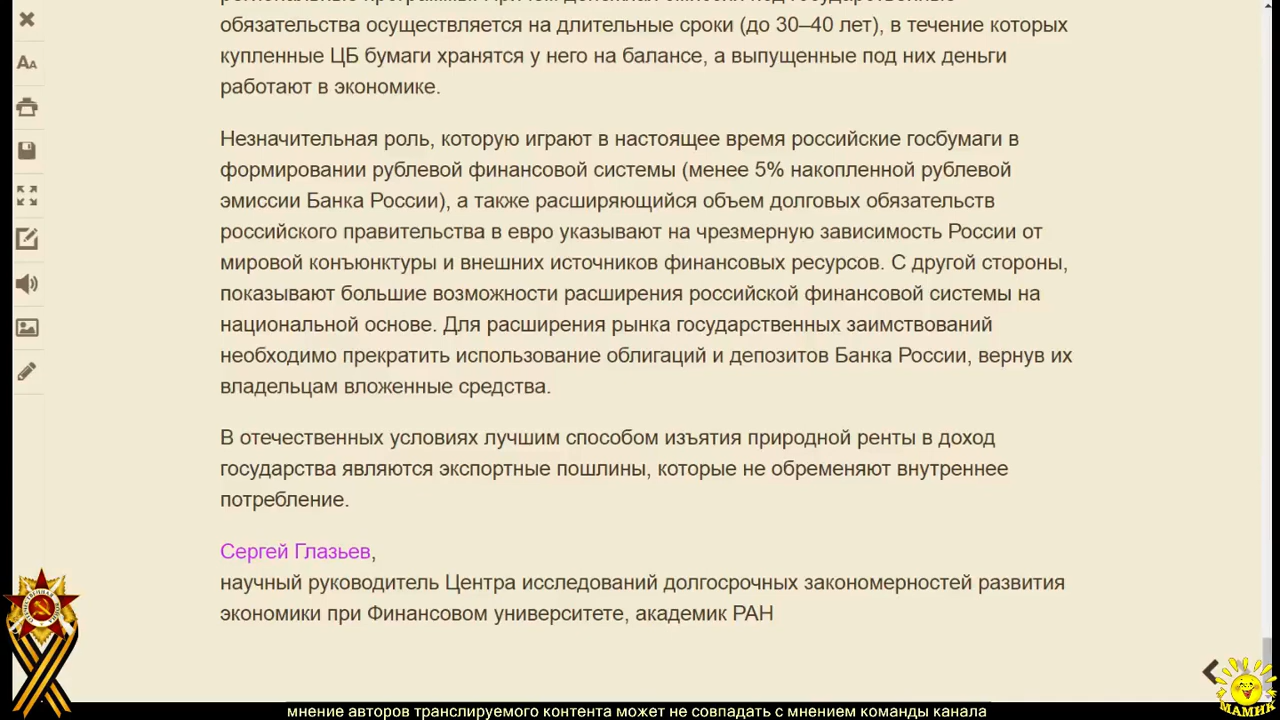 обязательства осуществляется на длительные сроки (до 30–40 лет), в течение которых
купленные ЦБ бумаги хранятся у него на балансе, а выпущенные под них деньги
работают в экономике.
Незначительная роль, которую играют в настоящее время российские госбумаги в
формировании рублевой финансовой системы (менее 5% накопленной рублевой
эмиссии Банка России), а также расширяющийся объем долговых обязательств
российского правительства в евро указывают на чрезмерную зависимость России от
мировой конъюнктуры и внешних источников финансовых ресурсов. С другой стороны,
показывают большие возможности расширения российской финансовой системы на
национальной основе. Для расширения рынка государственных заимствований
необходимо прекратить использование облигаций и депозитов Банка России, вернув их
владельцам вложенные средства.
В отечественных условиях лучшим способом изъятия природной ренты в доход
государства являются экспортные пошлины, которые не обременяют внутреннее
потребление.
Сергей Глазьев,
научный руководитель Центра исследований долгосрочных закономерностей развития
экономики при Финансовом университете, академик РАН
AA
МАМИК
мнение авторов транслируемого контента может не совпадать с мнением команды канала